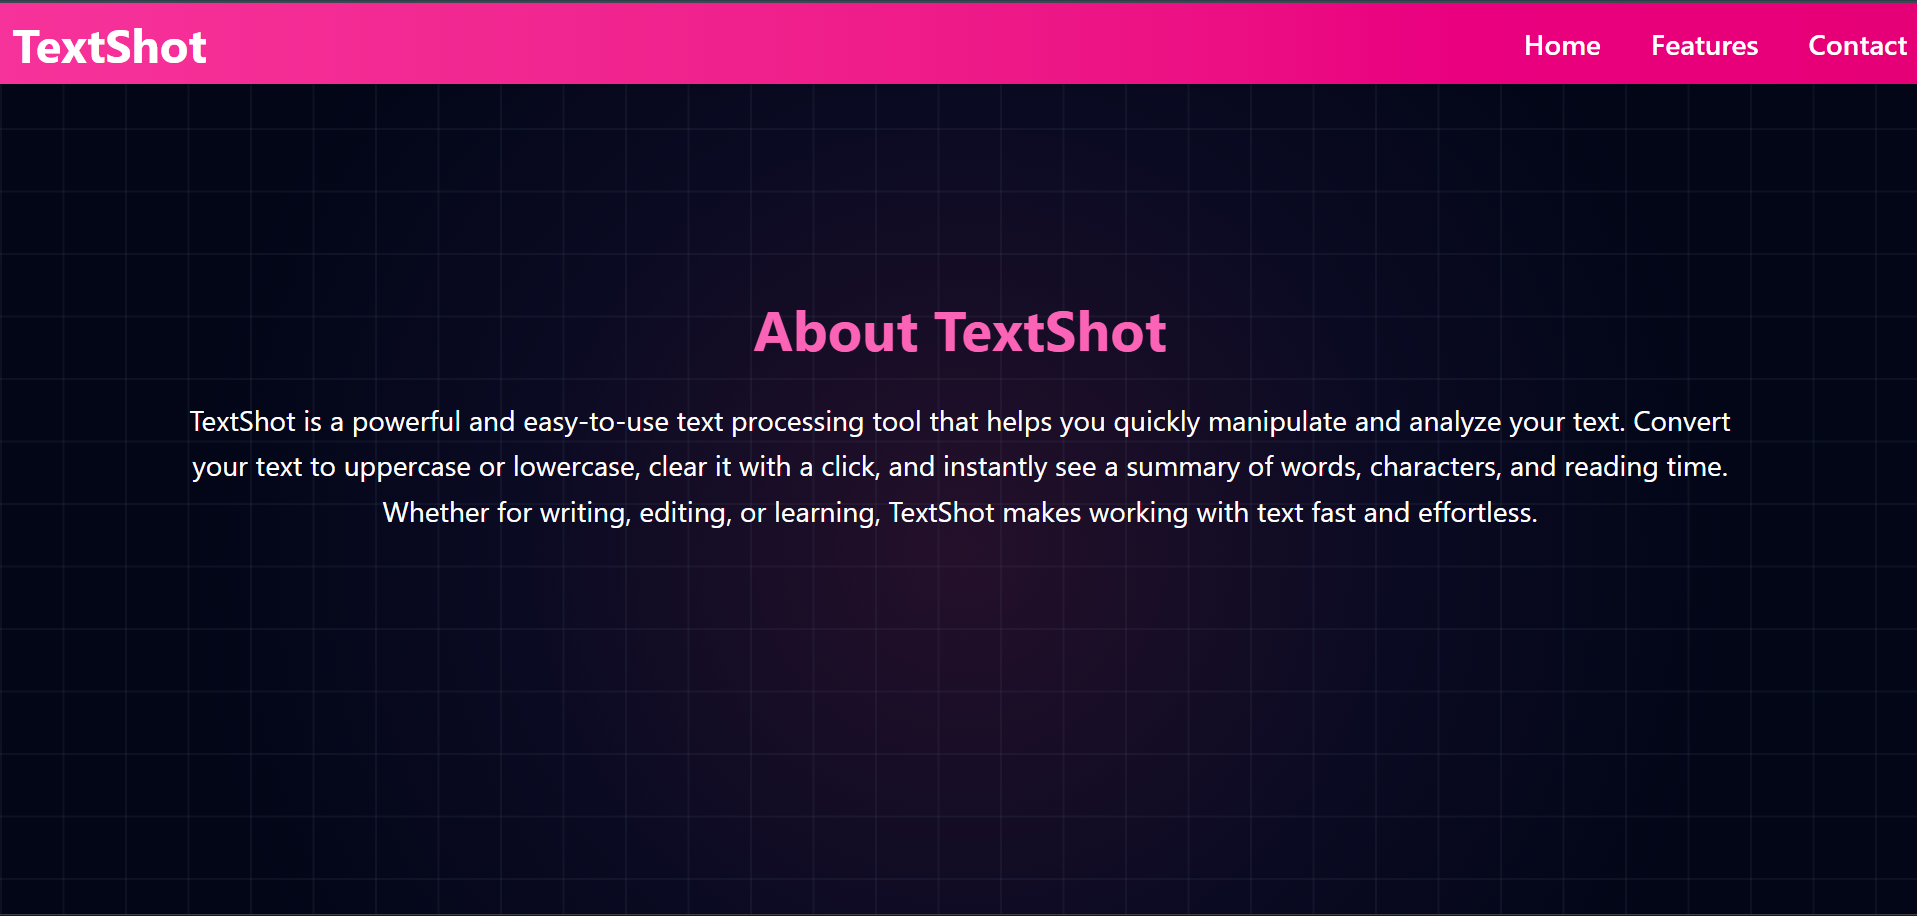 TextShot
Home Features Contact
About TextShot
TextShot is a powerful and easy-to-use text processing tool that helps you quickly manipulate and analyze your text. Convert
your text to uppercase or lowercase, clear it with a click, and instantly see a summary of words, characters, and reading time.
Whether for writing, editing, or learning, TextShot makes working with text fast and effortless.